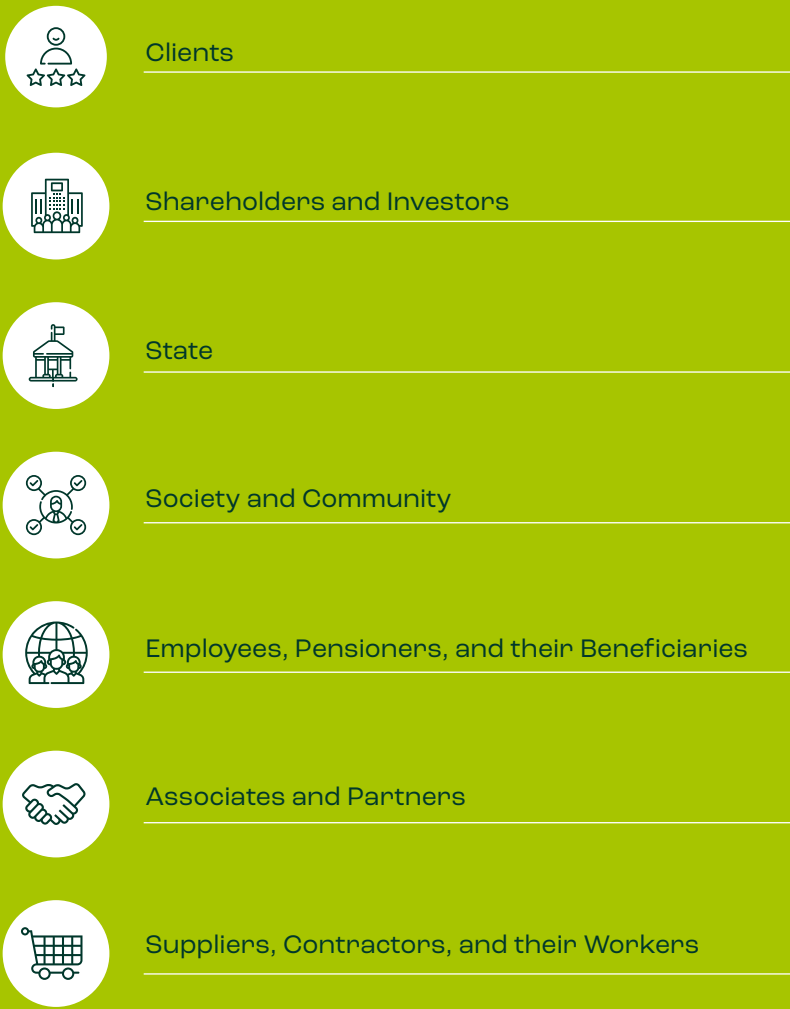 Clients
Shareholders and Investors
State
Society and Community
Employees, Pensioners, and their Beneficiaries
Associates and Partners
Suppliers, Contractors, and their Workers